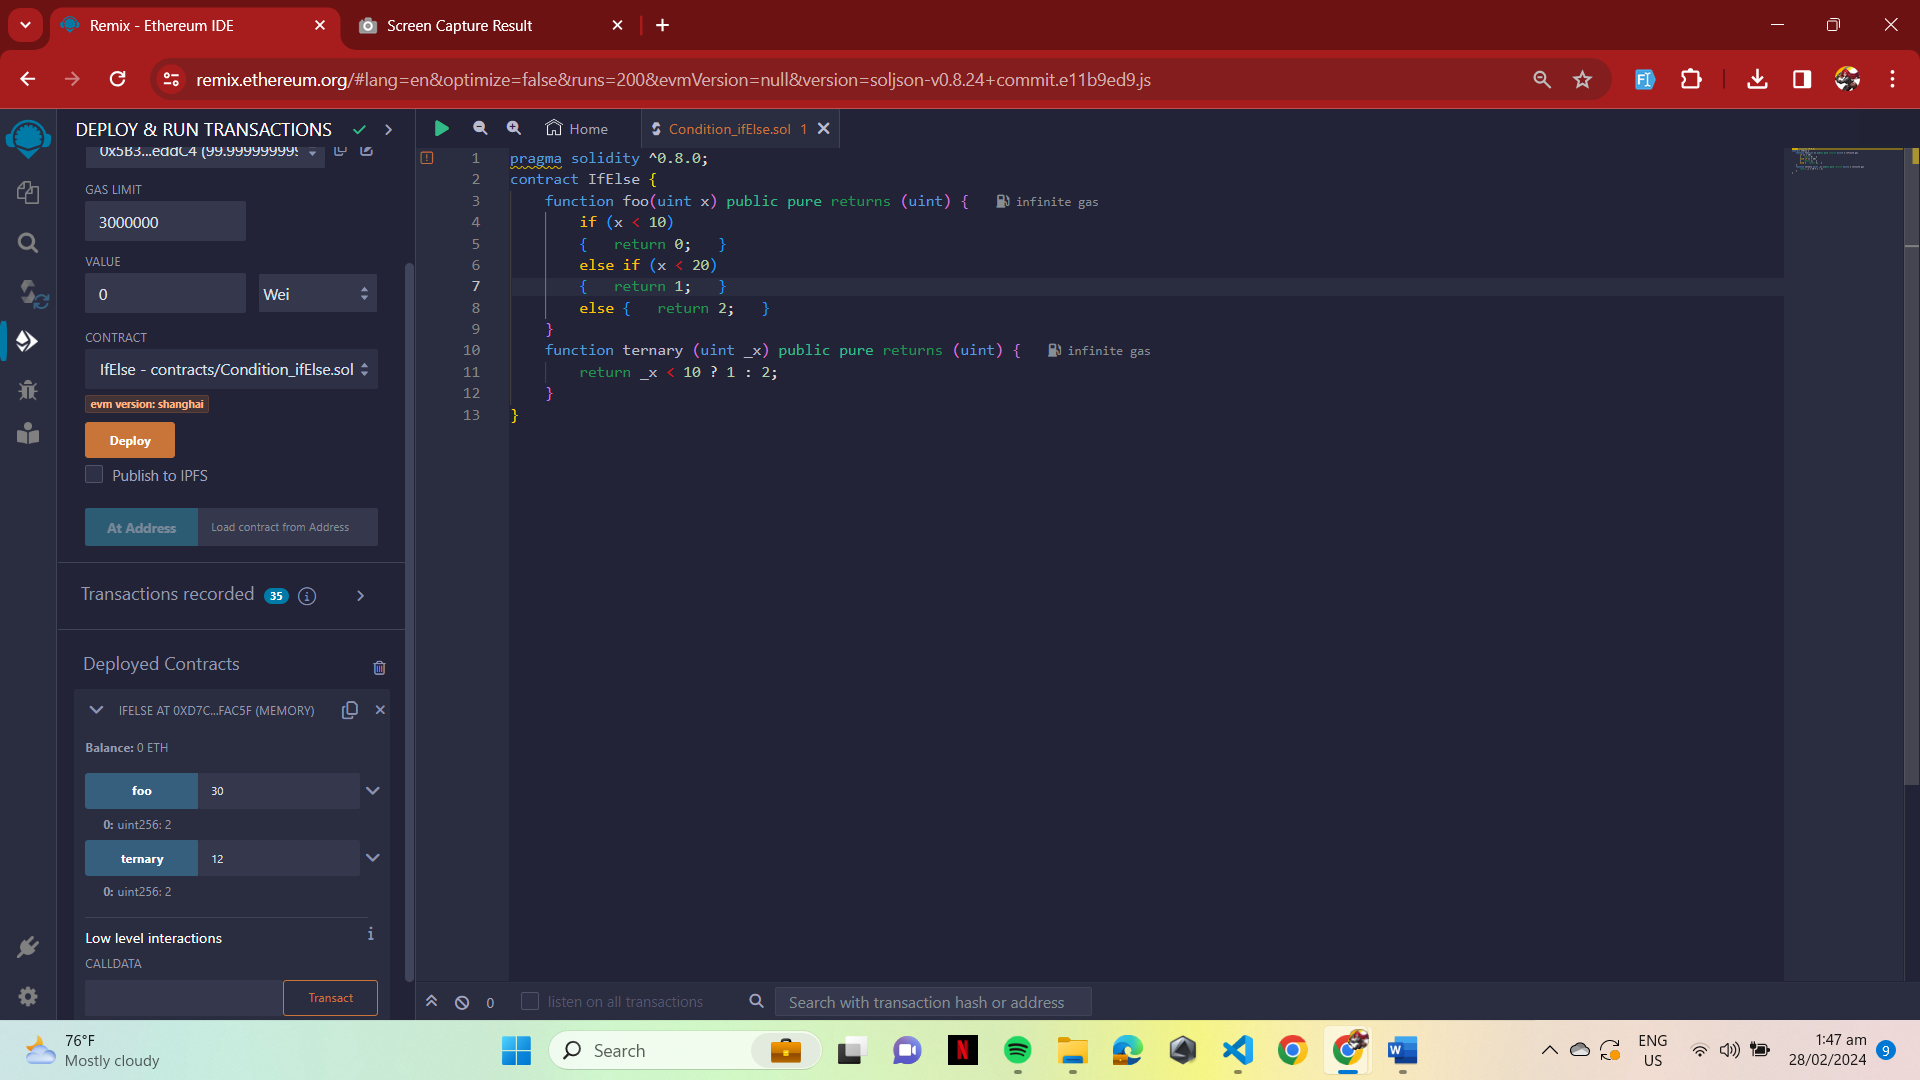 Remix - Ethereum IDE
Screen Capture Result
remix.ethereum.org/#lang=en&optimize=false&runs=200&evmVersion=null&version=soljson-v0.8.24+commit.e11b9ed9.js
DEPLOY & RUN TRANSACTIONS
0x5B3...eddC4 (99.999999999
GAS LIMIT
3000000
VALUE
0
Wei
CONTRACT
IfElse - contracts/Condition_ifElse.sol
evm version: shanghai
Deploy
Publish to IPFS
At Address
Load contract from Address
Transactions recorded 35 i
Deployed Contracts
IFELSE AT 0XD7C...FAC5F (MEMORY)
Balance: 0 ETH
foo
30
0: uint256: 2
ternary
12
0: uint256: 2
Low level interactions
i
CALLDATA
Transact
Home
Condition_ifElse.sol 1
1 pragma solidity ^0.8.0;
2 contract IfElse {
3 function foo(uint x) public pure returns (uint) { infinite gas
4 if (x < 10)
5 { return 0; }
6 else if (x < 20)
7 { return 1; }
8 else { return 2; }
9 }
10 function ternary (uint _x) public pure returns (uint) { infinite gas
11 return _x < 10 ? 1 : 2;
12 }
13 }
0
listen on all transactions
Search with transaction hash or address
76°F
Mostly cloudy
Search
ENG
US
1:47 am
28/02/2024
9